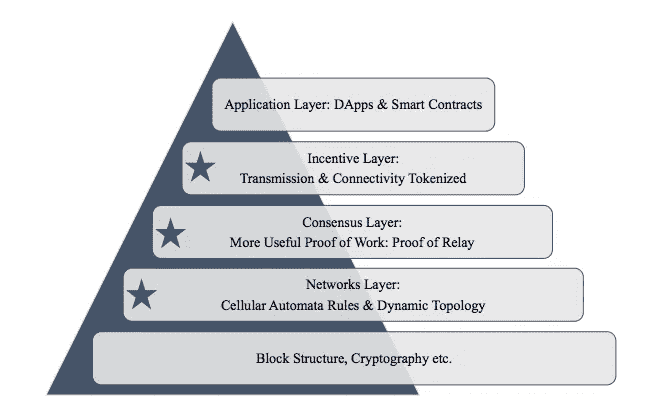 Application Layer: DApps & Smart Contracts
Incentive Layer:
Transmission & Connectivity Tokenized
Consensus Layer:
More Useful Proof of Work: Proof of Relay
Networks Layer:
Cellular Automata Rules & Dynamic Topology
Block Structure, Cryptography etc.